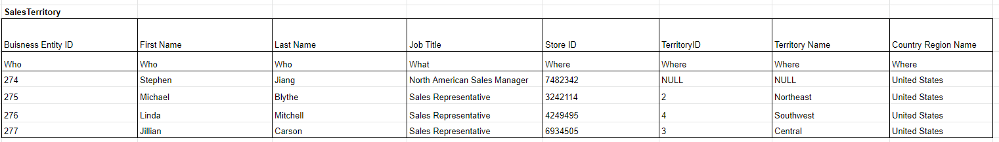 SalesTerritory
Buisness Entity ID First Name Last Name Job Title Store ID TerritoryID Territory Name Country Region Name
Who Who Who What Where Where Where Where
274 Stephen Jiang North American Sales Manager 7482342 NULL NULL United States
275 Michael Blythe Sales Representative 3242114 2 Northeast United States
276 Linda Mitchell Sales Representative 4249495 4 Southwest United States
277 Jillian Carson Sales Representative 6934505 3 Central United States